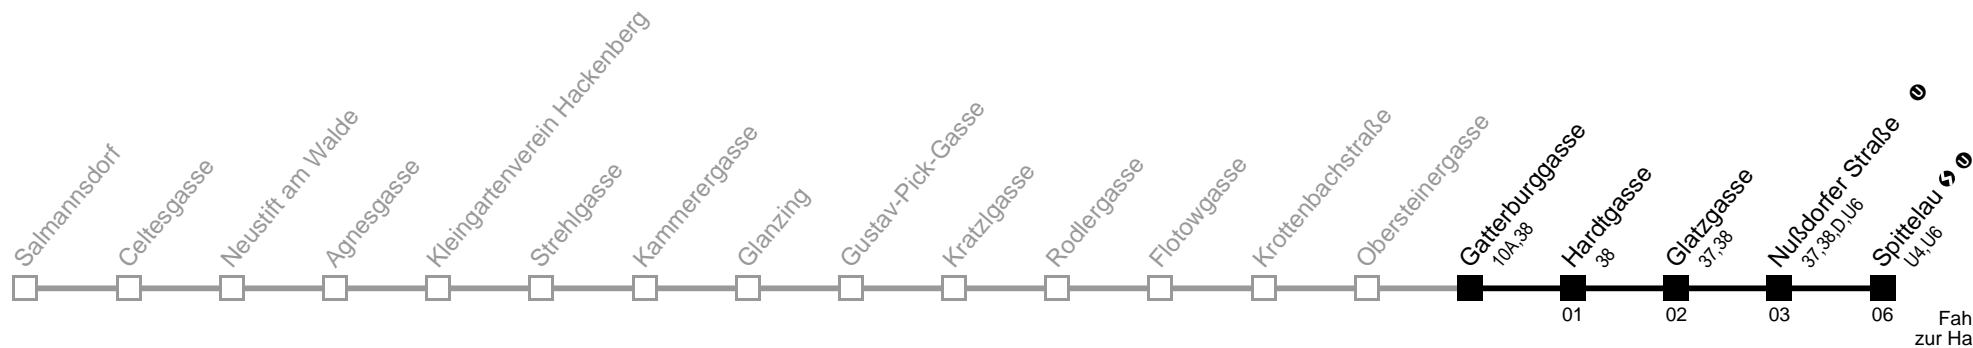 Salmannsdorf
Celtesgasse
Neustift am Walde
Agnesgasse
Kleingartenverein Hackenberg
Strehlgasse
Kammerergasse
Glanzing
Gustav-Pick-Gasse
Kratzlgasse
Rodlergasse
Flotowgasse
Krottenbachstraße
Obersteinergasse
Gatterburggasse
10A,38
Hardtgasse
38
Glatzgasse
37,38
Nußdorfer Straße U
37,38,D,U6
Spittelau S U
U4,U6
01
02
03
06
Fah
zur Ha